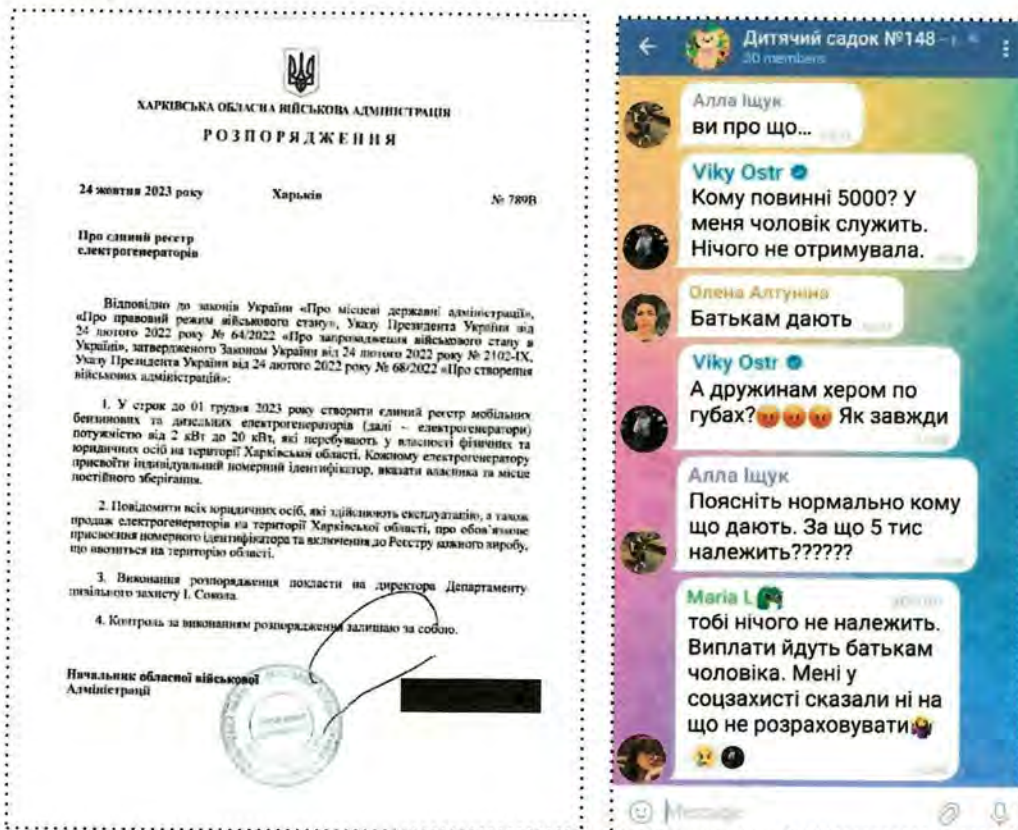 ХАРКІВСЬКА ОБЛАСНА ВІЙСЬКОВА АДМІНІСТРАЦІЯ
РОЗПОРЯДЖЕННЯ
24 жовтня 2023 року Харьків № 789В
Про єдиний реєстр
електрогенераторів
Відповідно до законів України «Про місцеві державні адміністрації»,
«Про правовий режим військового стану», Указу Президента України від
24 лютого 2022 року № 64/2022 «Про запровадження військового стану в
Україні», затвердженого Законом України від 24 лютого 2022 року № 2102-IX,
Указу Президента України від 24 лютого 2022 року № 68/2022 «Про створення
військових адміністрацій»:
1. У строк до 01 грудня 2023 року створити єдиний реєстр мобільних
бензинових та дизельних електрогенераторів (далі – електрогенератори)
потужністю від 2 кВт до 20 кВт, які перебувають у власності фізичних та
юридичних осіб на території Харківської області. Кожному електрогенератору
присвоїти індивідуальний номерний ідентифікатор, вказати власника та місце
постійного зберігання.
2. Повідомити всіх юридичних осіб, які здійснюють експлуатацію, а також
продаж електрогенераторів на території Харківської області, про обов'язкове
присвоєння номерного ідентифікатора та включення до Реєстру кожного виробу,
що ввозиться на територію області.
3. Виконання розпорядження покласти на директора Департаменту
цивільного захисту І. Сокола.
4. Контроль за виконанням розпорядження залишаю за собою.
Начальник обласної військової
Адміністрації
Дитячий садок №148
30 members
Алла Іщук
ви про що...
Viky Ostr
Кому повинні 5000? У
меня чоловік служить.
Нічого не отримувала.
Олена Алтуніна
Батькам дають
Viky Ostr
А дружинам хером по
губах?😡😡😡 Як завжди
Алла Іщук
Поясніть нормально кому
що дають. За що 5 тис
належить??????
Maria L
тобі нічого не належить.
Виплати йдуть батькам
чоловіка. Мені у
соцзахисті сказали ні на
що не розраховувати🤷‍♀️
😢
Message